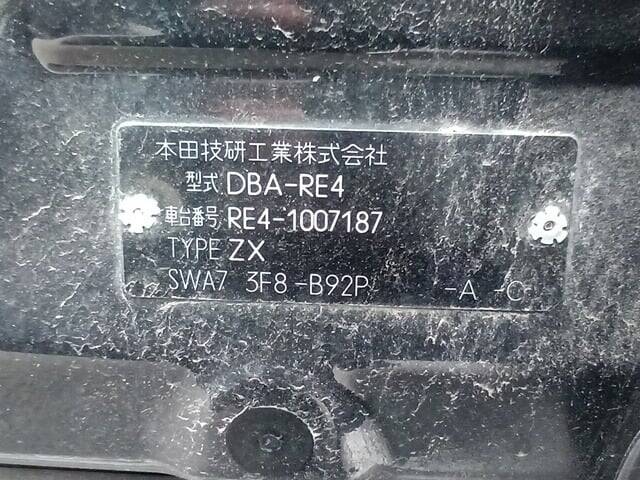 本田技研工業株式会社
型式 DBA-RE4
車台番号 RE4-1007187
TYPE ZX
SWA7 3F8-B92P -A -C